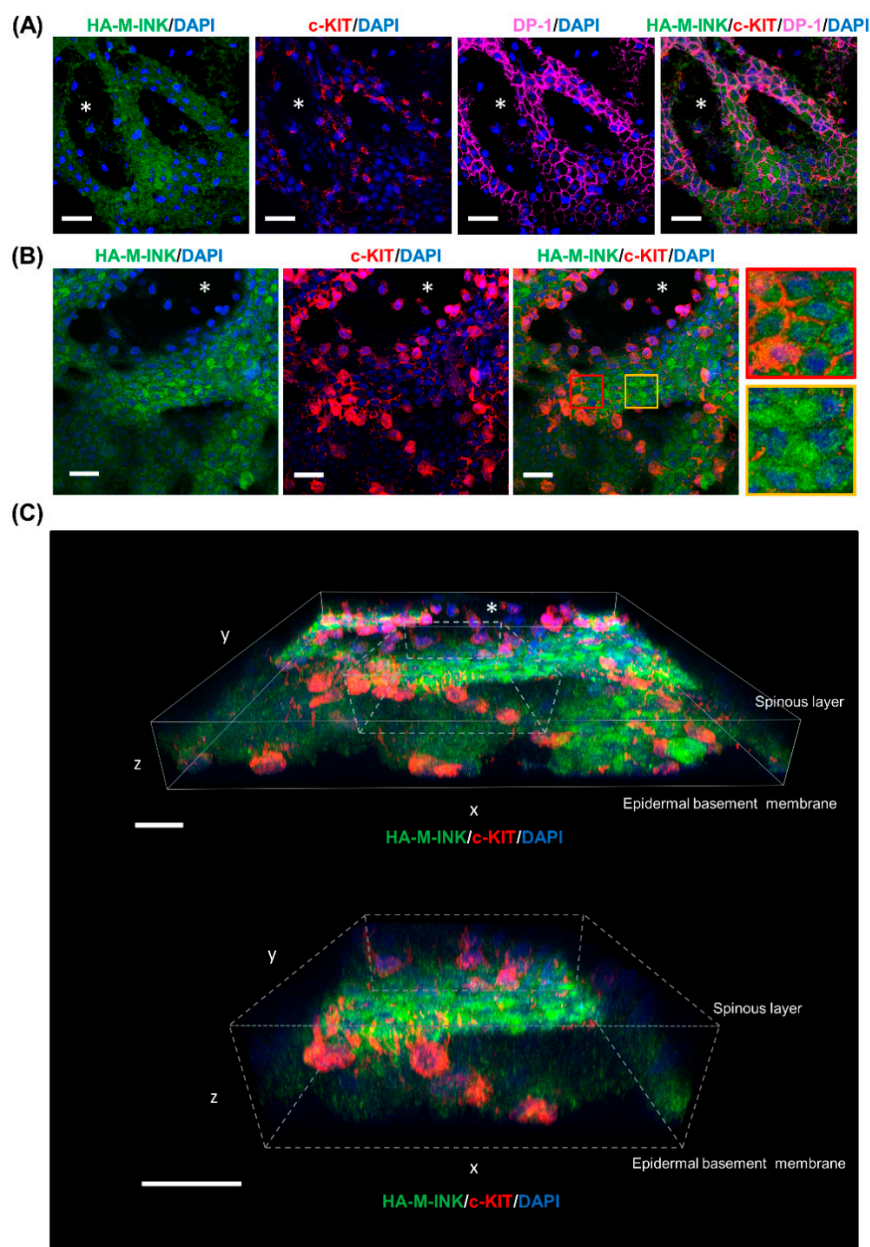 (A)
HA-M-INK/DAPI c-KIT/DAPI DP-1/DAPI HA-M-INK/c-KIT/DP-1/DAPI
* * * *
(B)
HA-M-INK/DAPI c-KIT/DAPI HA-M-INK/c-KIT/DAPI
* * *
(C)
*
y
Spinous layer
z
x
Epidermal basement membrane
HA-M-INK/c-KIT/DAPI
y
Spinous layer
z
x
Epidermal basement membrane
HA-M-INK/c-KIT/DAPI